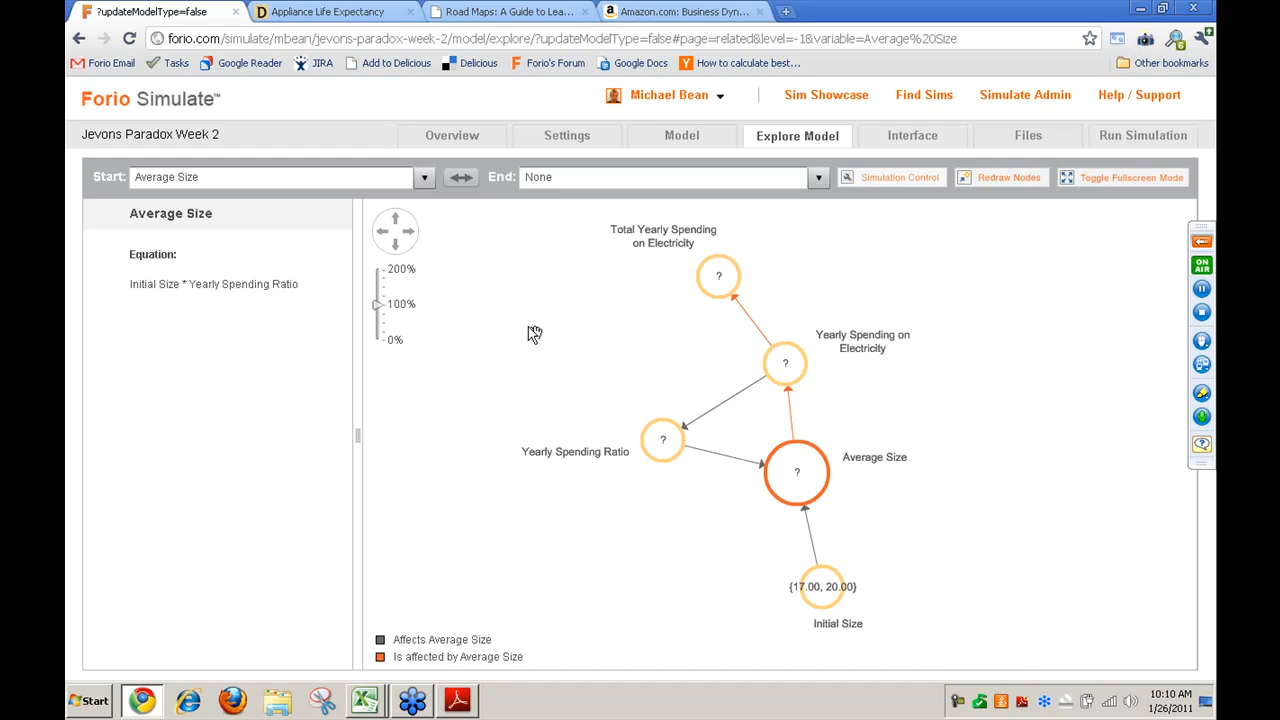 ?updateModelType=false
Appliance Life Expectancy
Road Maps: A Guide to Lea...
Amazon.com: Business Dyn...
forio.com/simulate/mbean/jevons-paradox-week-2/model/explore/?updateModelType=false#page=related&level=-1&variable=Average%20Size
Forio Email
Tasks
Google Reader
JIRA
Add to Delicious
Delicious
Forio's Forum
Google Docs
How to calculate best...
Other bookmarks
Forio Simulate™
Michael Bean
Sim Showcase
Find Sims
Simulate Admin
Help / Support
Jevons Paradox Week 2
Overview
Settings
Model
Explore Model
Interface
Files
Run Simulation
Start:
Average Size
End:
None
Simulation Control
Redraw Nodes
Toggle Fullscreen Mode
Average Size
Equation:
Initial Size * Yearly Spending Ratio
200%
100%
0%
Total Yearly Spending
on Electricity
?
Yearly Spending on
Electricity
?
Yearly Spending Ratio
?
Average Size
?
{17.00, 20.00}
Initial Size
Affects Average Size
Is affected by Average Size
ON
AIR
Start
10:10 AM
1/26/2011